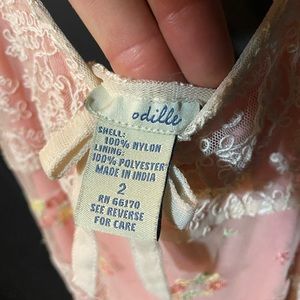 odille
SHELL:
100% NYLON
LINING:
100% POLYESTER
MADE IN INDIA
2
RN 66170
SEE REVERSE
FOR CARE